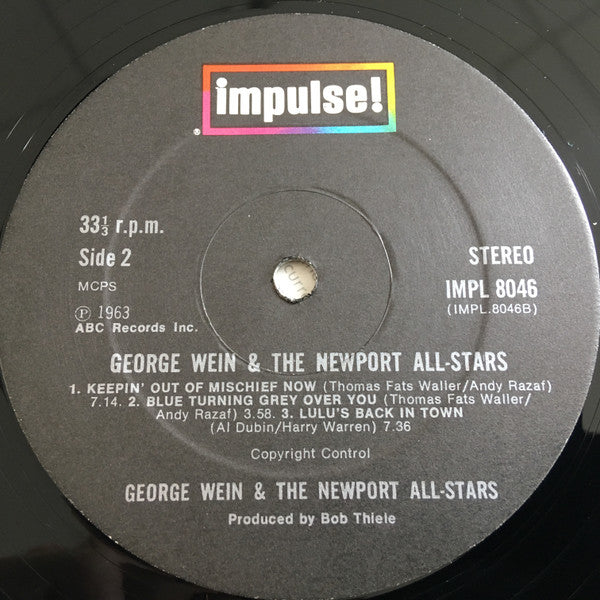 impulse!
®
33⅓ r.p.m.
Side 2
MCPS
℗ 1963
ABC Records Inc.
STEREO
IMPL 8046
(IMPL.8046B)
GEORGE WEIN & THE NEWPORT ALL-STARS
1. KEEPIN' OUT OF MISCHIEF NOW (Thomas Fats Waller/Andy Razaf)
7.14. 2. BLUE TURNING GREY OVER YOU (Thomas Fats Waller/
Andy Razaf) 3.58. 3. LULU'S BACK IN TOWN
(Al Dubin/Harry Warren) 7.36
Copyright Control
GEORGE WEIN & THE NEWPORT ALL-STARS
Produced by Bob Thiele